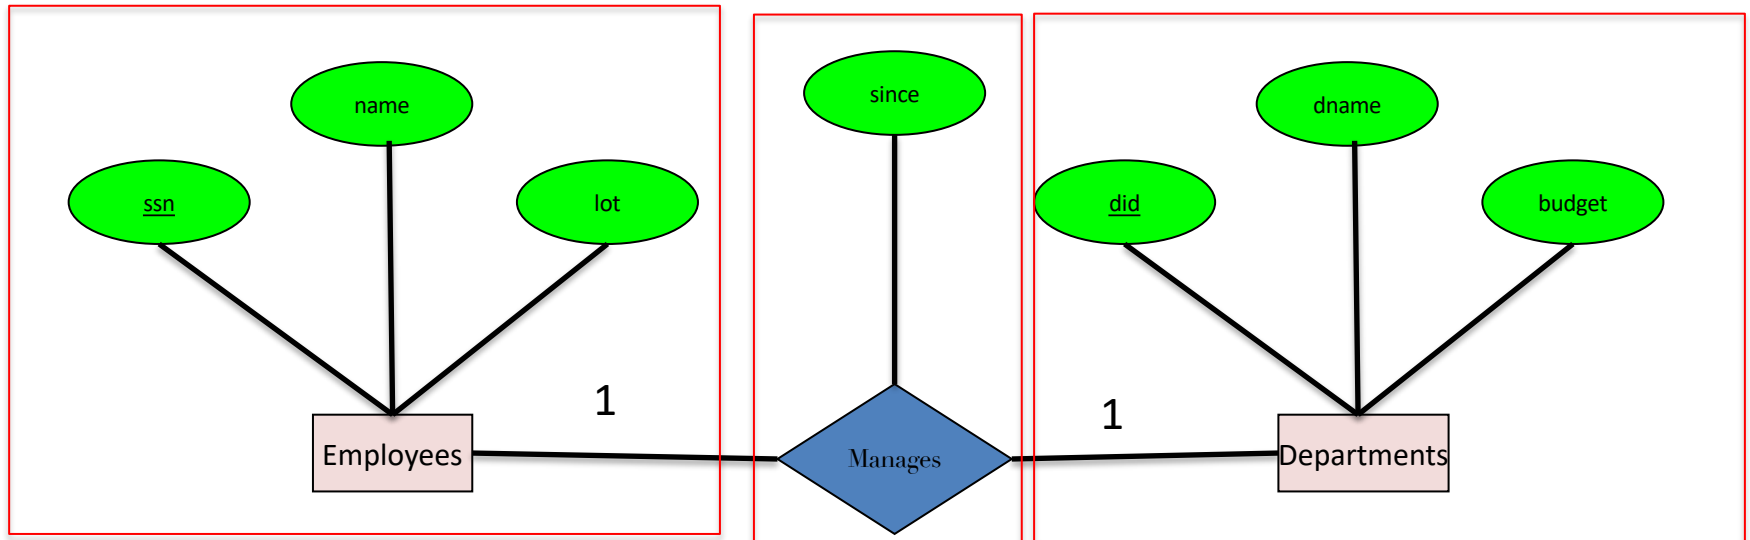 name
since
dname
ssn
lot
did
budget
1
1
Employees
Manages
Departments